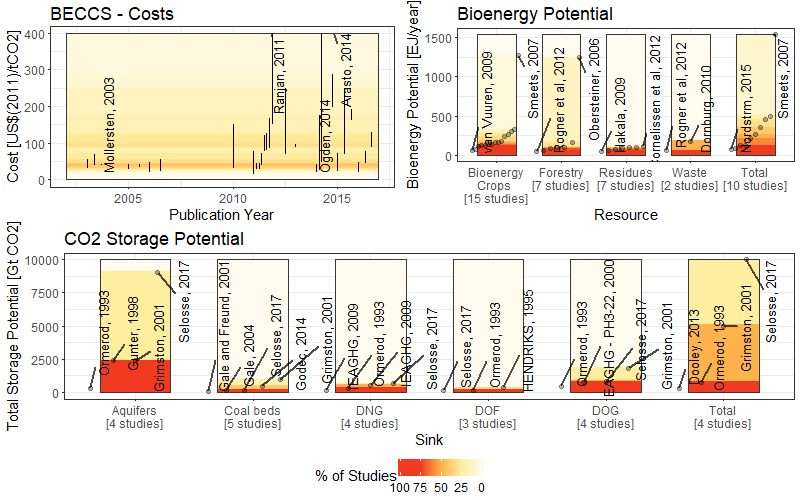 BECCS - Costs
Cost [US$(2011)/tCO2]
400
300
200
100
0
Mollersten, 2003
Ranjan, 2011
Ogden, 2014
Arasto, 2014
2005
2010
2015
Publication Year
Bioenergy Potential
Bioenergy Potential [EJ/year]
1500
1000
500
0
van Vuuren, 2009
Smeets, 2007
Rogner et al, 2012
Obersteiner, 2006
Hakala, 2009
Cornelissen et al, 2012
Rogner et al, 2012
Dornburg, 2010
Nordstrm, 2015
Smeets, 2007
Bioenergy
Crops
[15 studies]
Forestry
[7 studies]
Residues
[7 studies]
Waste
[2 studies]
Total
[10 studies]
Resource
CO2 Storage Potential
Total Storage Potential [Gt CO2]
10000
7500
5000
2500
0
Ormerod, 1993
Gunter, 1998
Grimston, 2001
Selosse, 2017
Gale and Freund, 2001
Gale, 2004
Selosse, 2017
Godec, 2014
Grimston, 2001
IEAGHG, 2009
Ormerod, 1993
IEAGHG, 2009
Selosse, 2017
Selosse, 2017
Ormerod, 1993
HENDRIKS, 1995
Ormerod, 1993
IEAGHG - PH3-22, 2000
Selosse, 2017
Grimston, 2001
Dooley, 2013
Ormerod, 1993
Grimston, 2001
Selosse, 2017
Aquifers
[4 studies]
Coal beds
[5 studies]
DNG
[4 studies]
DOF
[3 studies]
DOG
[4 studies]
Total
[4 studies]
Sink
% of Studies
100 75 50 25 0